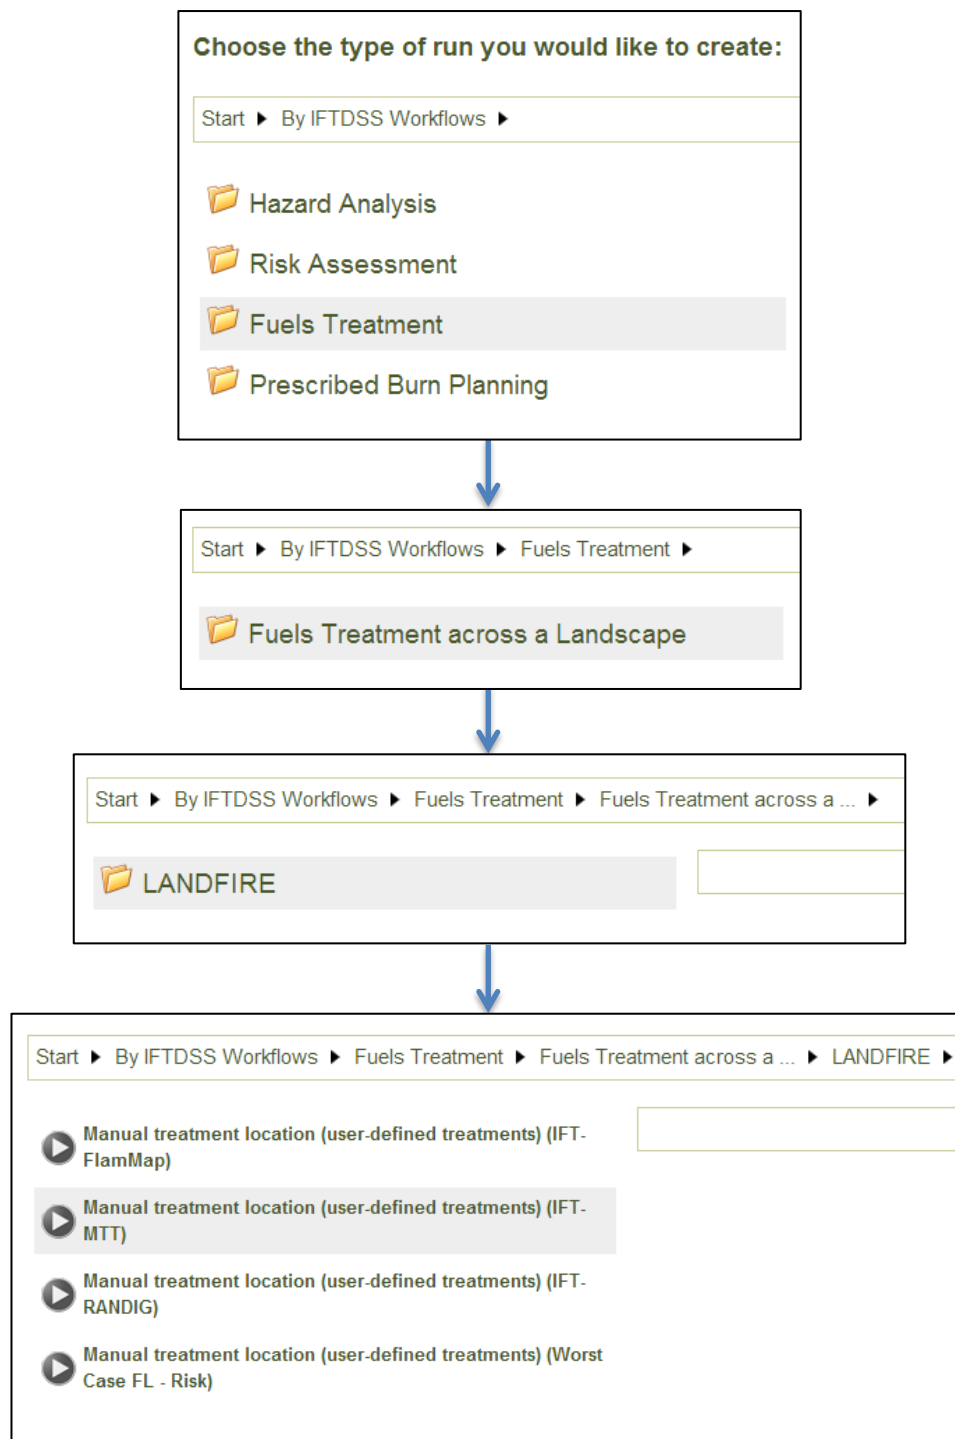 Choose the type of run you would like to create:
Start ▶ By IFTDSS Workflows ▶
Hazard Analysis
Risk Assessment
Fuels Treatment
Prescribed Burn Planning
Start ▶ By IFTDSS Workflows ▶ Fuels Treatment ▶
Fuels Treatment across a Landscape
Start ▶ By IFTDSS Workflows ▶ Fuels Treatment ▶ Fuels Treatment across a ... ▶
LANDFIRE
Start ▶ By IFTDSS Workflows ▶ Fuels Treatment ▶ Fuels Treatment across a ... ▶ LANDFIRE ▶
Manual treatment location (user-defined treatments) (IFT-
FlamMap)
Manual treatment location (user-defined treatments) (IFT-
MTT)
Manual treatment location (user-defined treatments) (IFT-
RANDIG)
Manual treatment location (user-defined treatments) (Worst
Case FL - Risk)